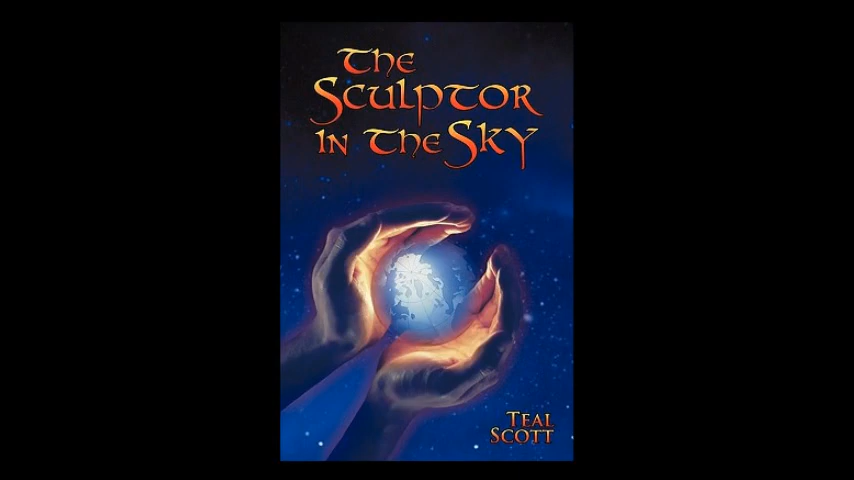 The
Sculptor
in the Sky
Teal
Scott